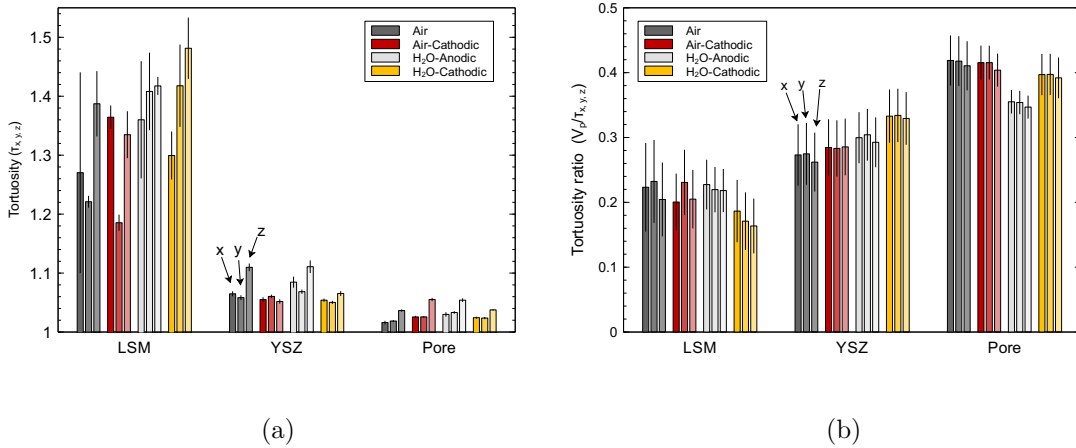 1.5
1.4
1.3
1.2
1.1
1
Tortuosity (τx, y, z)
Air
Air-Cathodic
H₂O-Anodic
H₂O-Cathodic
x
y
z
LSM
YSZ
Pore
(a)
0.5
0.4
0.3
0.2
0.1
0
Tortuosity ratio (Vp/τx, y, z)
Air
Air-Cathodic
H₂O-Anodic
H₂O-Cathodic
x
y
z
LSM
YSZ
Pore
(b)